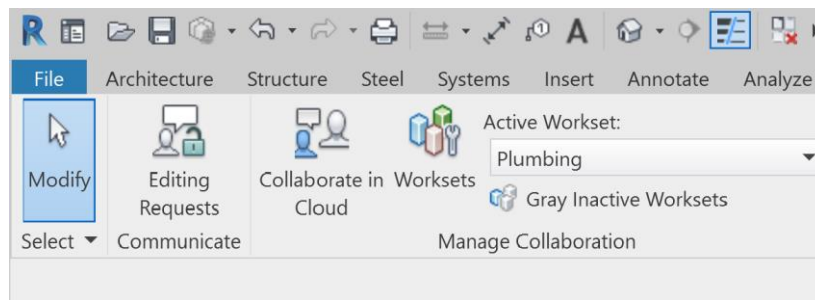 R
A
File Architecture Structure Steel Systems Insert Annotate Analyze
Active Workset:
Plumbing
Modify Editing Requests Collaborate in Cloud Worksets
Gray Inactive Worksets
Select Communicate Manage Collaboration